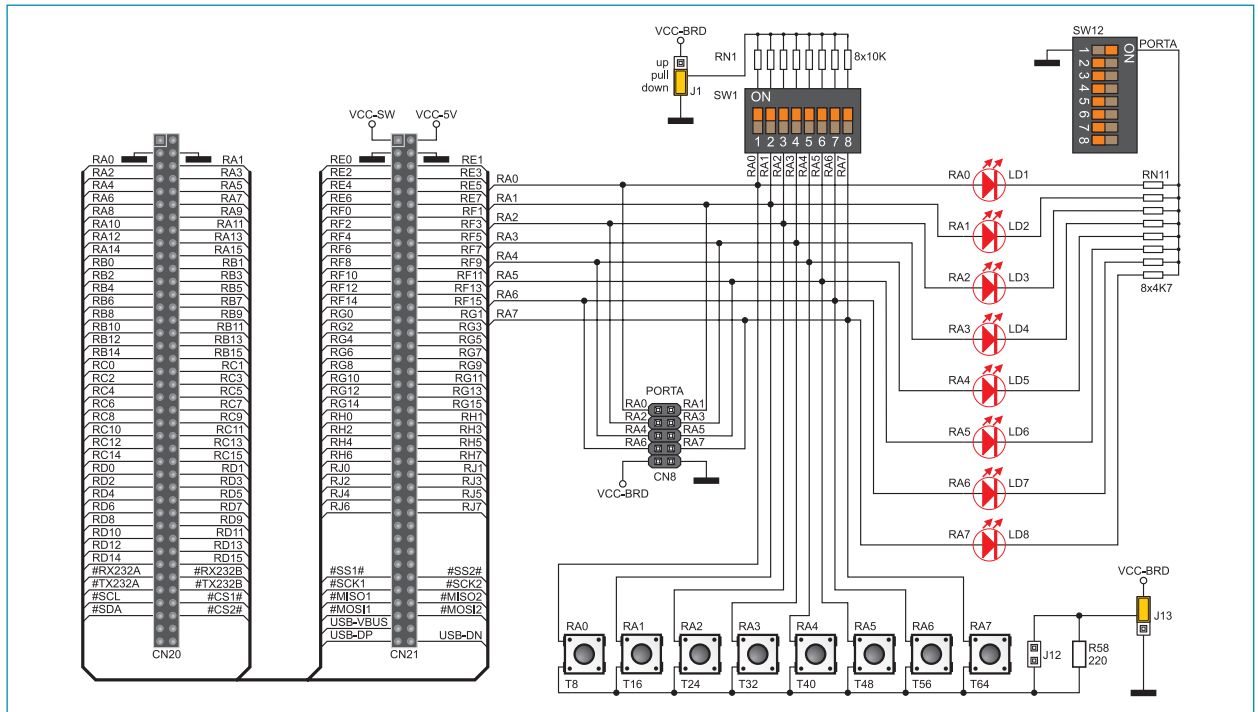 VCC-BRD
up
pull
down
J1
RN1
8x10K
SW1
ON
1 2 3 4 5 6 7 8
RA0 RA1 RA2 RA3 RA4 RA5 RA6 RA7
SW12
PORTA
ON
1 2 3 4 5 6 7 8
VCC-SW VCC-5V
RA0 RA1
RA2 RA3
RA4 RA5
RA6 RA7
RA8 RA9
RA10 RA11
RA12 RA13
RA14 RA15
RB0 RB1
RB2 RB3
RB4 RB5
RB6 RB7
RB8 RB9
RB10 RB11
RB12 RB13
RB14 RB15
RC0 RC1
RC2 RC3
RC4 RC5
RC6 RC7
RC8 RC9
RC10 RC11
RC12 RC13
RC14 RC15
RD0 RD1
RD2 RD3
RD4 RD5
RD6 RD7
RD8 RD9
RD10 RD11
RD12 RD13
RD14 RD15
#RX232A #RX232B
#TX232A #TX232B
#SCL #CS1#
#SDA #CS2#
CN20
RE0 RE1
RE2 RE3
RE4 RE5
RE6 RE7
RF0 RF1
RF2 RF3
RF4 RF5
RF6 RF7
RF8 RF9
RF10 RF11
RF12 RF13
RF14 RF15
RG0 RG1
RG2 RG3
RG4 RG5
RG6 RG7
RG8 RG9
RG10 RG11
RG12 RG13
RG14 RG15
RH0 RH1
RH2 RH3
RH4 RH5
RH6 RH7
RJ0 RJ1
RJ2 RJ3
RJ4 RJ5
RJ6 RJ7
#SS1# #SS2#
#SCK1 #SCK2
#MISO1 #MISO2
#MOSI1 #MOSI2
USB-VBUS
USB-DP USB-DN
CN21
RA0
RA1
RA2
RA3
RA4
RA5
RA6
RA7
PORTA
RA0 RA1
RA2 RA3
RA4 RA5
RA6 RA7
CN8
VCC-BRD
RA0 LD1
RA1 LD2
RA2 LD3
RA3 LD4
RA4 LD5
RA5 LD6
RA6 LD7
RA7 LD8
RN11
8x4K7
RA0 RA1 RA2 RA3 RA4 RA5 RA6 RA7
T8 T16 T24 T32 T40 T48 T56 T64
VCC-BRD
J13
J12
R58
220